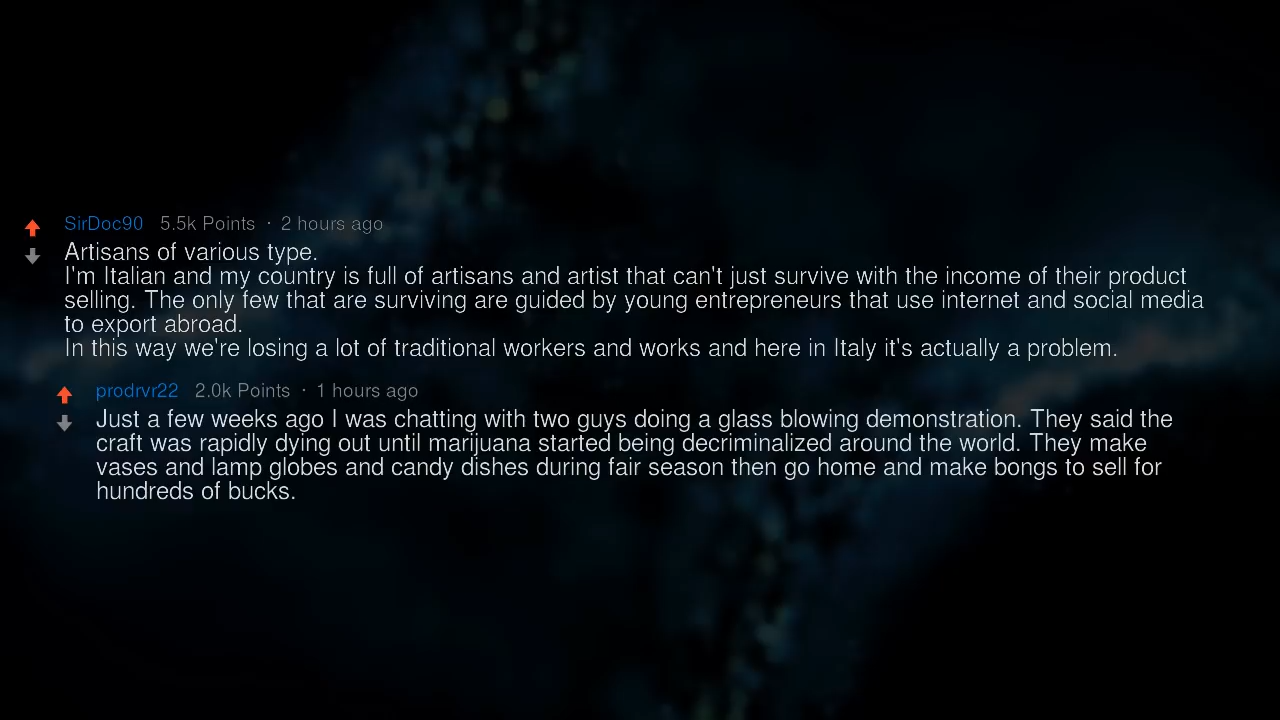 SirDoc90 5.5k Points · 2 hours ago
Artisans of various type.
I'm Italian and my country is full of artisans and artist that can't just survive with the income of their product
selling. The only few that are surviving are guided by young entrepreneurs that use internet and social media
to export abroad.
In this way we're losing a lot of traditional workers and works and here in Italy it's actually a problem.
prodrvr22 2.0k Points · 1 hours ago
Just a few weeks ago I was chatting with two guys doing a glass blowing demonstration. They said the
craft was rapidly dying out until marijuana started being decriminalized around the world. They make
vases and lamp globes and candy dishes during fair season then go home and make bongs to sell for
hundreds of bucks.